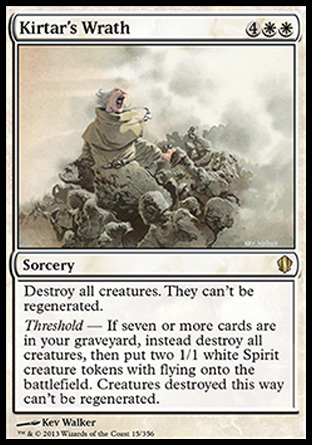 Kirtar's Wrath 4
Sorcery
Destroy all creatures. They can't be
regenerated.
Threshold — If seven or more cards are
in your graveyard, instead destroy all
creatures, then put two 1/1 white Spirit
creature tokens with flying onto the
battlefield. Creatures destroyed this way
can't be regenerated.
Kev Walker
™ & © 2013 Wizards of the Coast 15/356